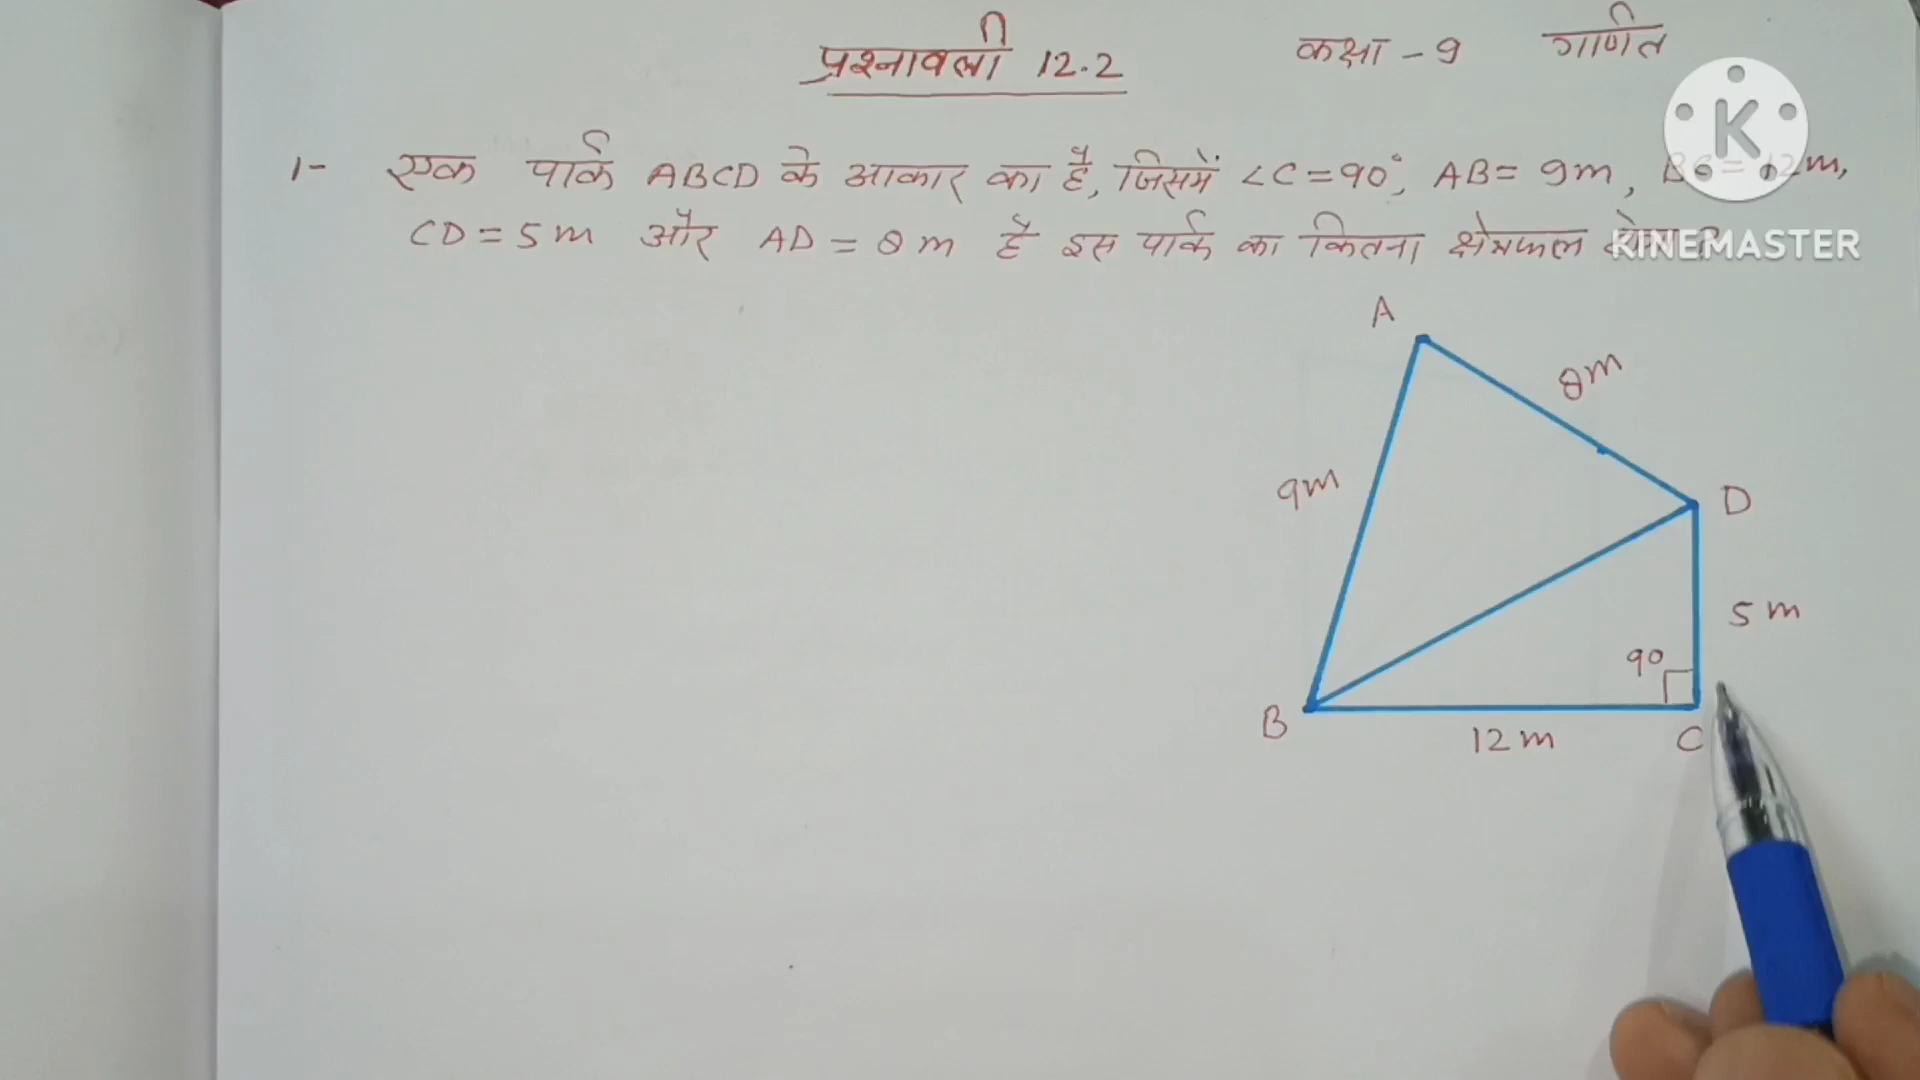 प्रश्नावली 12.2
कक्षा - 9 गणित
1- एक पार्क ABCD के आकार का है, जिसमें ∠C = 90°, AB = 9m, = 12m,
CD = 5m और AD = 8m है इस पार्क का कितना क्षेत्रफल
K
KINEMASTER
A
8m
9m
D
5m
90
B
12m
C